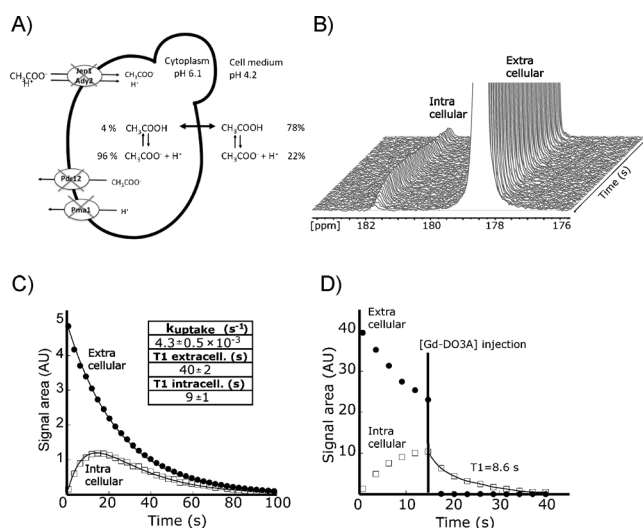 A)
Jen1
Ady2
CH3COO-
H+
CH3COO-
H+
Cytoplasm
pH 6.1
Cell medium
pH 4.2
4 %
CH3COOH
CH3COOH
78%
96 %
CH3COO- + H+
CH3COO- + H+
22%
Pdr12
CH3COO-
Pma1
H+
B)
Extra
cellular
Intra
cellular
Time (s)
[ppm]
182
180
178
176
C)
Signal area (AU)
5
4
3
2
1
0
Extra
cellular
kuptake (s-1)
4.3±0.5×10-3
T1 extracell. (s)
40±2
T1 intracell. (s)
9±1
Intra
cellular
0 20 40 60 80 100
Time (s)
D)
Signal area (AU)
40
30
20
10
Extra
cellular
[Gd-DO3A] injection
Intra
cellular
T1=8.6 s
0 10 20 30 40 50
Time (s)